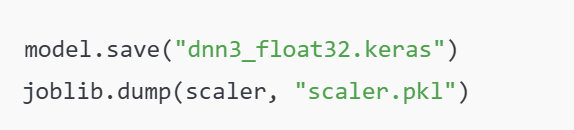 model.save("dnn3_float32.keras")
joblib.dump(scaler, "scaler.pkl")